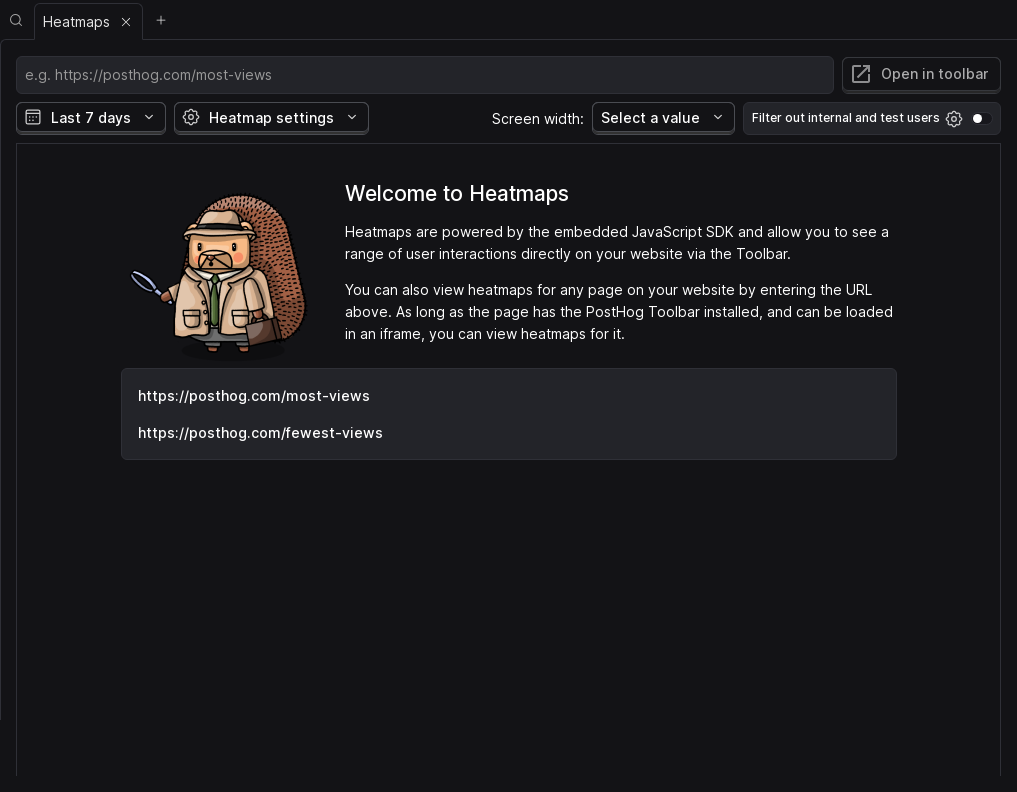 Heatmaps
e.g. https://posthog.com/most-views
Open in toolbar
Last 7 days
Heatmap settings
Screen width:
Select a value
Filter out internal and test users
Welcome to Heatmaps
Heatmaps are powered by the embedded JavaScript SDK and allow you to see a
range of user interactions directly on your website via the Toolbar.
You can also view heatmaps for any page on your website by entering the URL
above. As long as the page has the PostHog Toolbar installed, and can be loaded
in an iframe, you can view heatmaps for it.
https://posthog.com/most-views
https://posthog.com/fewest-views